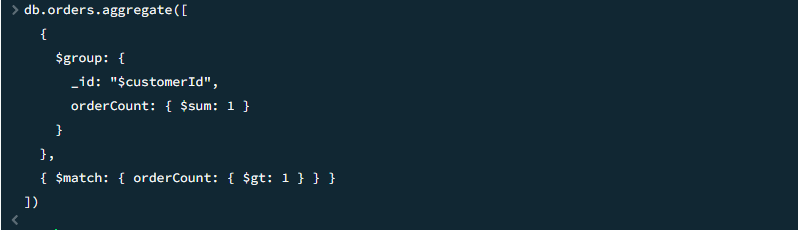 > db.orders.aggregate([
  {
    $group: {
      _id: "$customerId",
      orderCount: { $sum: 1 }
    }
  },
  { $match: { orderCount: { $gt: 1 } } }
])
<